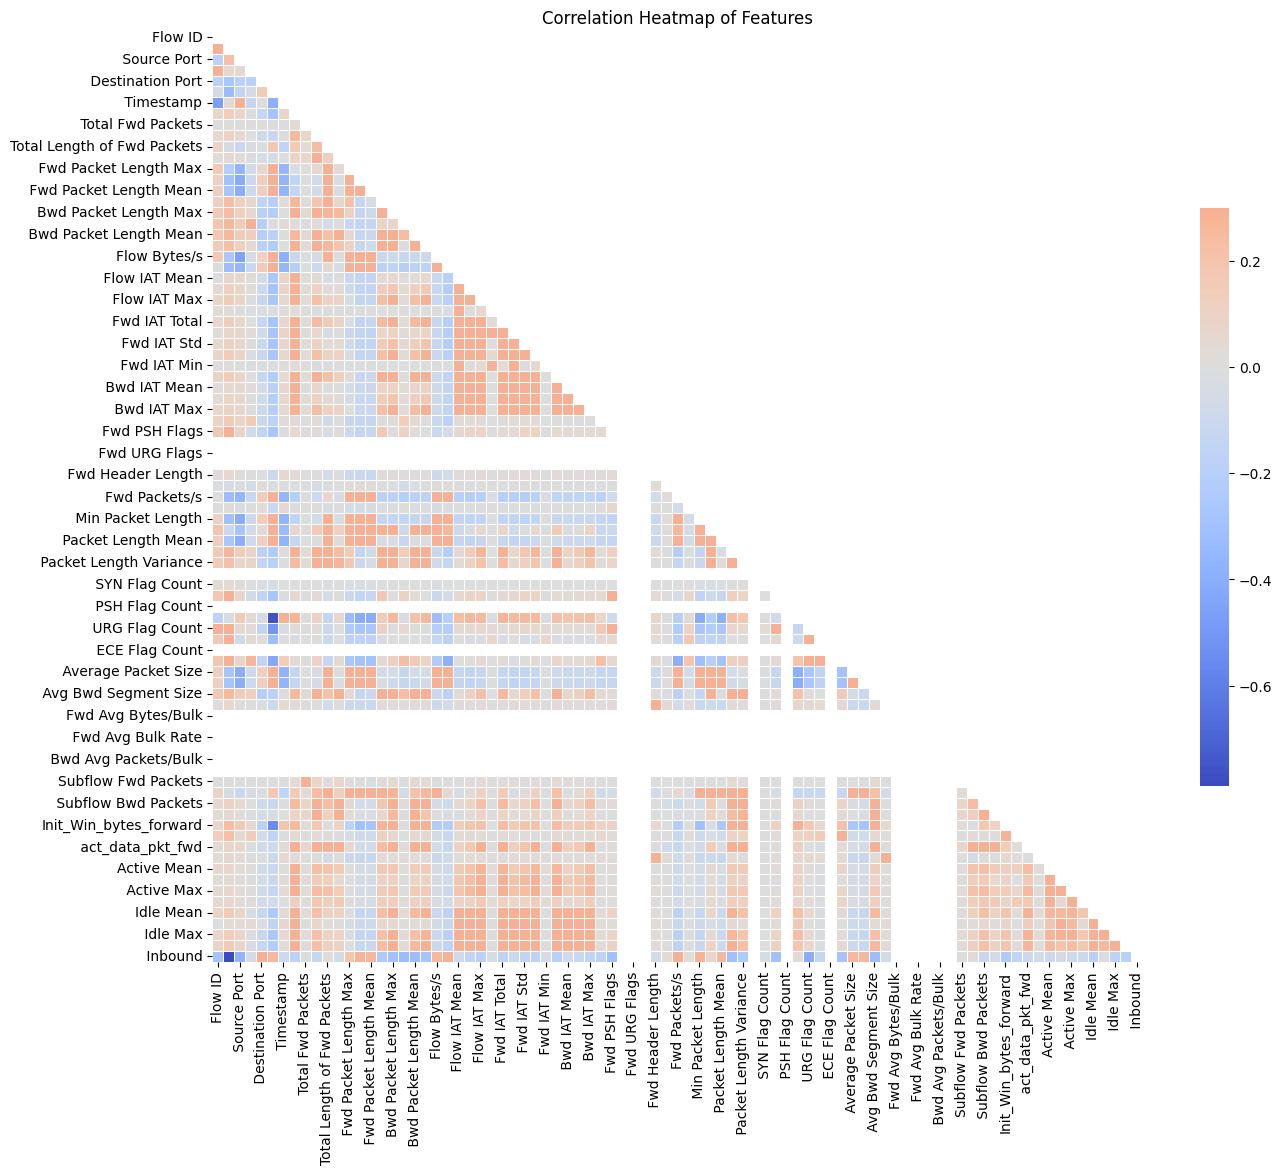 Correlation Heatmap of Features
Flow ID
Source Port
Destination Port
Timestamp
Total Fwd Packets
Total Length of Fwd Packets
Fwd Packet Length Max
Fwd Packet Length Mean
Bwd Packet Length Max
Bwd Packet Length Mean
Flow Bytes/s
Flow IAT Mean
Flow IAT Max
Fwd IAT Total
Fwd IAT Std
Fwd IAT Min
Bwd IAT Mean
Bwd IAT Max
Fwd PSH Flags
Fwd URG Flags
Fwd Header Length
Fwd Packets/s
Min Packet Length
Packet Length Mean
Packet Length Variance
SYN Flag Count
PSH Flag Count
URG Flag Count
ECE Flag Count
Average Packet Size
Avg Bwd Segment Size
Fwd Avg Bytes/Bulk
Fwd Avg Bulk Rate
Bwd Avg Packets/Bulk
Subflow Fwd Packets
Subflow Bwd Packets
Init_Win_bytes_forward
act_data_pkt_fwd
Active Mean
Active Max
Idle Mean
Idle Max
Inbound
Flow ID
Source Port
Destination Port
Timestamp
Total Fwd Packets
Total Length of Fwd Packets
Fwd Packet Length Max
Fwd Packet Length Mean
Bwd Packet Length Max
Bwd Packet Length Mean
Flow Bytes/s
Flow IAT Mean
Flow IAT Max
Fwd IAT Total
Fwd IAT Std
Fwd IAT Min
Bwd IAT Mean
Bwd IAT Max
Fwd PSH Flags
Fwd URG Flags
Fwd Header Length
Fwd Packets/s
Min Packet Length
Packet Length Mean
Packet Length Variance
SYN Flag Count
PSH Flag Count
URG Flag Count
ECE Flag Count
Average Packet Size
Avg Bwd Segment Size
Fwd Avg Bytes/Bulk
Fwd Avg Bulk Rate
Bwd Avg Packets/Bulk
Subflow Fwd Packets
Subflow Bwd Packets
Init_Win_bytes_forward
act_data_pkt_fwd
Active Mean
Active Max
Idle Mean
Idle Max
Inbound
0.2
0.0
−0.2
−0.4
−0.6